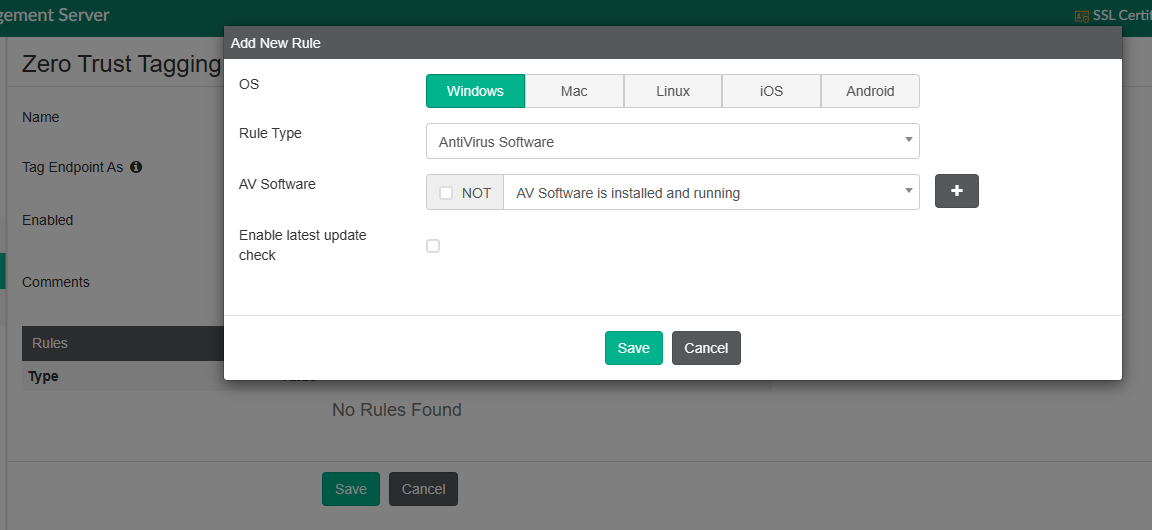 gement Server
SSL Certif
Add New Rule
Zero Trust Tagging
OS
Windows
Mac
Linux
iOS
Android
Name
Rule Type
AntiVirus Software
Tag Endpoint As
AV Software
NOT
AV Software is installed and running
Enabled
Enable latest update
check
Comments
Rules
Save
Cancel
Type
No Rules Found
Save
Cancel